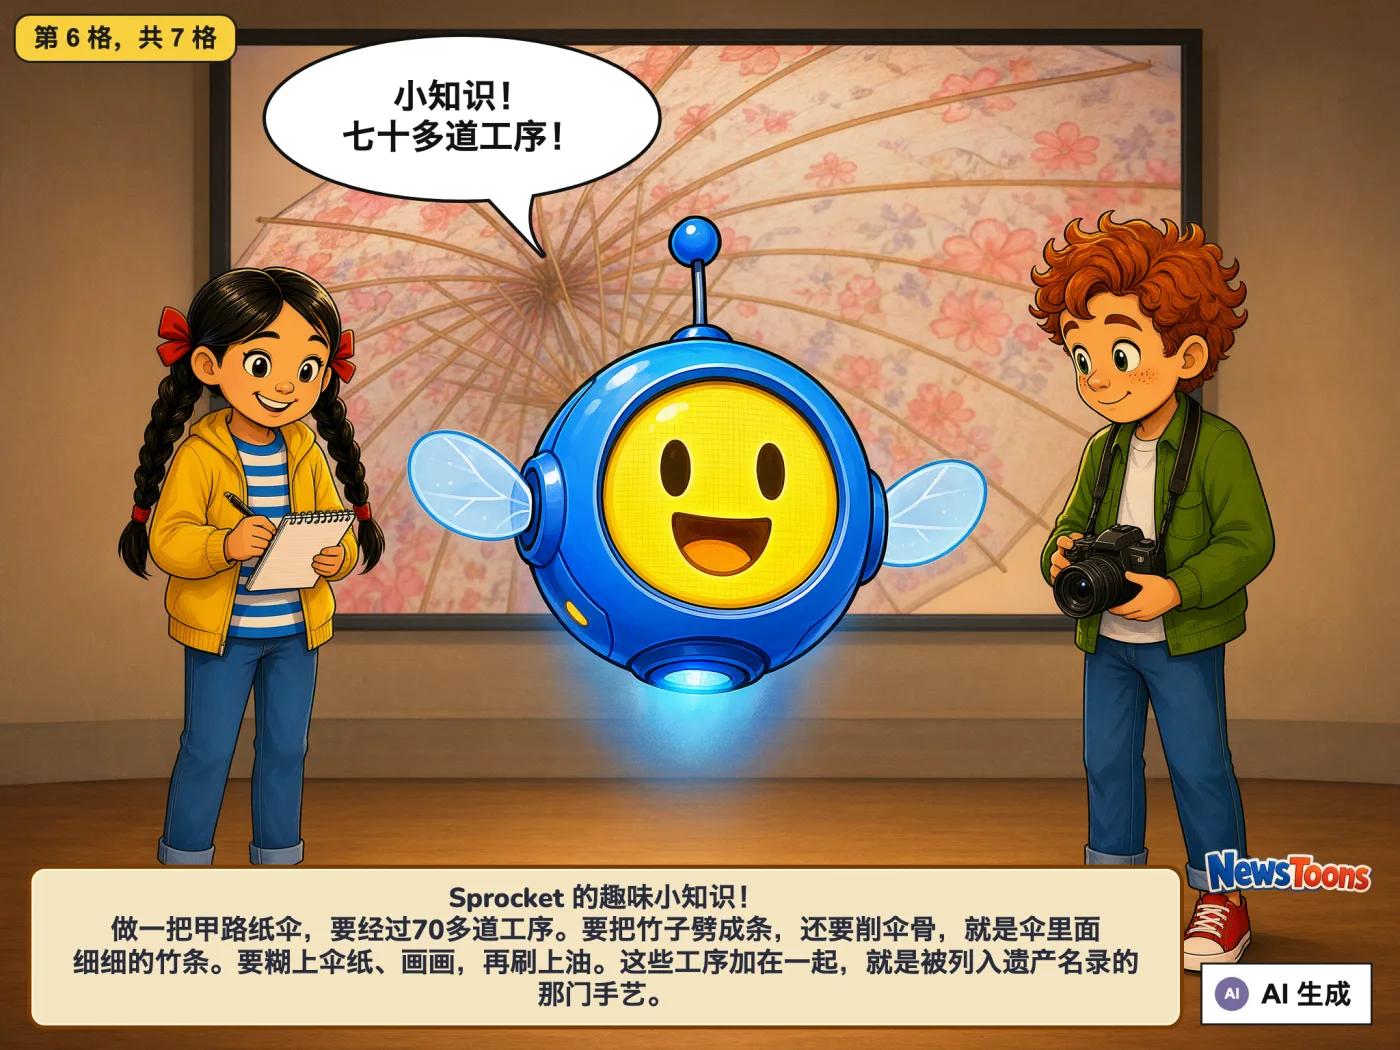 第 6 格，共 7 格
小知识！
七十多道工序！
Sprocket 的趣味小知识！
做一把甲路纸伞，要经过70多道工序。要把竹子劈成条，还要削伞骨，就是伞里面
细细的竹条。要糊上伞纸、画画，再刷上油。这些工序加在一起，就是被列入遗产名录的
那门手艺。
NewsToons
AI AI 生成